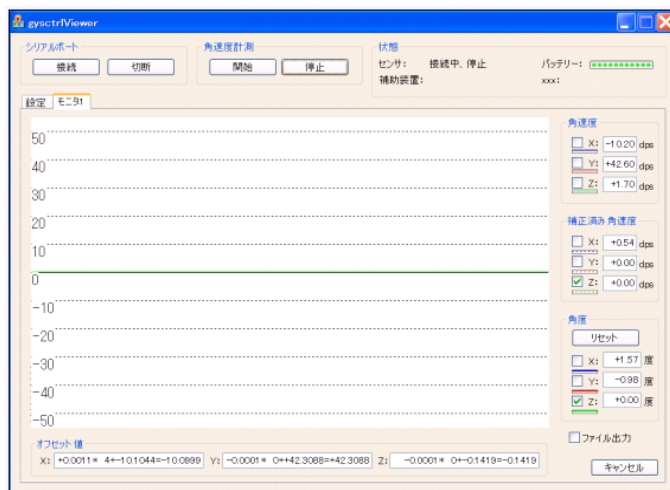 gysctrlViewer
シリアルポート
接続 切断
角速度計測
開始 停止
状態
センサ: 接続中、停止 バッテリー:
補助装置: xxx:
設定 モニタ1
50
40
30
20
10
0
-10
-20
-30
-40
-50
角速度
X: -10.20 dps
Y: +42.60 dps
Z: +1.70 dps
補正済み角速度
X: +0.54 dps
Y: +0.00 dps
Z: +0.00 dps
角度
リセット
X: +1.57 度
Y: -0.98 度
Z: +0.00 度
オフセット値
X: +0.0011* 4+-10.1044=-10.0999 Y: -0.0001* 0++42.3088=+42.3088 Z: -0.0001* 0+-0.1419=-0.1419
ファイル出力
キャンセル